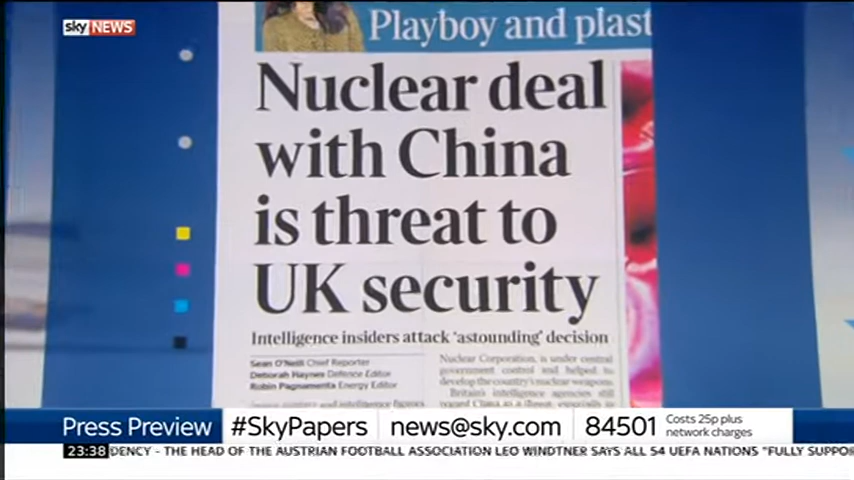 sky NEWS
Playboy and plast
Nuclear deal
with China
is threat to
UK security
Intelligence insiders attack 'astounding' decision
Sean O'Neill Chief Reporter
Deborah Haynes Defence Editor
Robin Pagnamenta Energy Editor
Nuclear Corporation, is under central
government control and helped to
develop the country's nuclear weapons.
Britain's intelligence agencies still
Press Preview
#SkyPapers
news@sky.com
84501
Costs 25p plus
network charges
23:38
DENCY - THE HEAD OF THE AUSTRIAN FOOTBALL ASSOCIATION LEO WINDTNER SAYS ALL 54 UEFA NATIONS "FULLY SUPPO